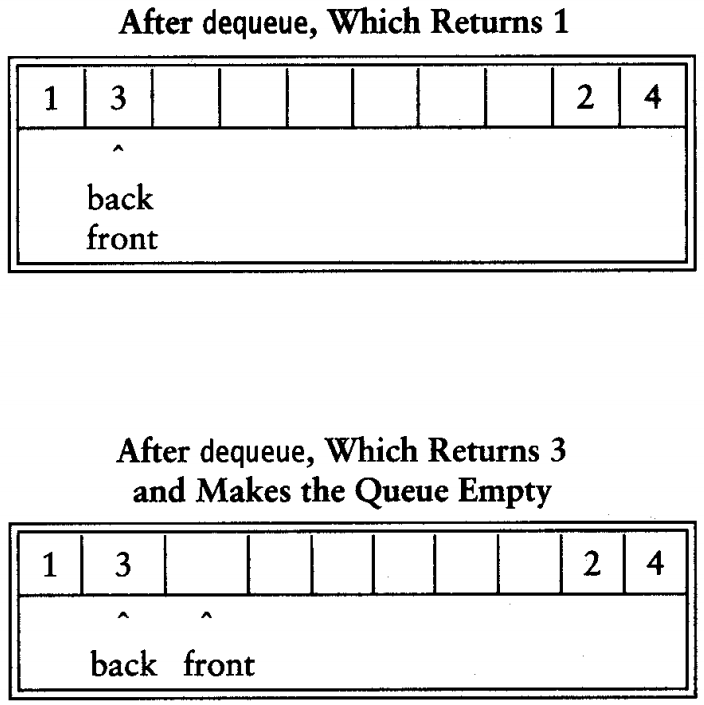 After dequeue, Which Returns 1
1 3 2 4
^
back
front
After dequeue, Which Returns 3
and Makes the Queue Empty
1 3 2 4
^ ^
back front